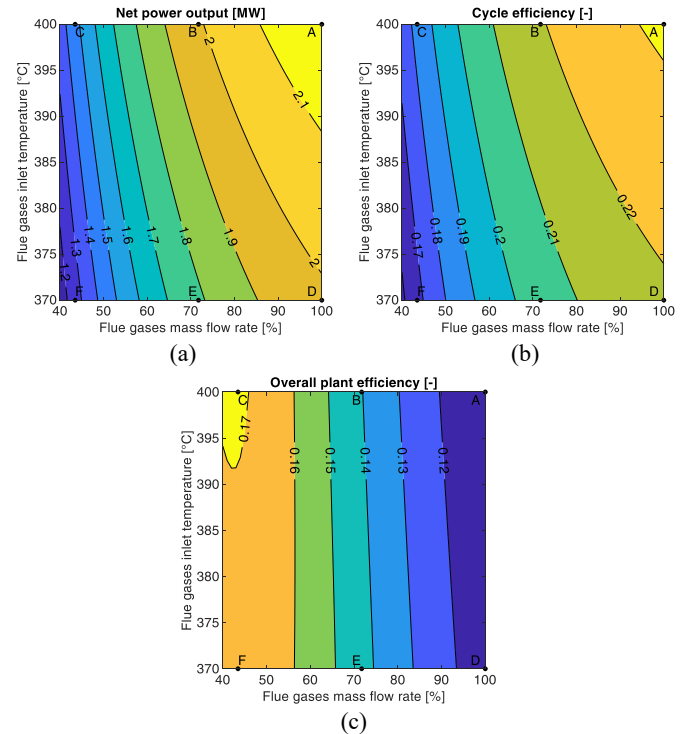 Net power output [MW]
Cycle efficiency [-]
400
395
390
385
380
375
370
Flue gases inlet temperature [°C]
C
B
A
2
2.1
1.2
1.3
1.4
1.5
1.6
1.7
1.8
1.9
2
F
E
D
40
50
60
70
80
90
100
Flue gases mass flow rate [%]
(a)
400
395
390
385
380
375
370
Flue gases inlet temperature [°C]
C
B
A
0.17
0.18
0.19
0.2
0.21
0.22
F
E
D
40
50
60
70
80
90
100
Flue gases mass flow rate [%]
(b)
Overall plant efficiency [-]
400
395
390
385
380
370
Flue gases inlet temperature [°C]
C
B
A
0.17
0.16
0.15
0.14
0.13
0.12
F
E
D
40
50
60
70
80
90
100
Flue gases mass flow rate [%]
(c)